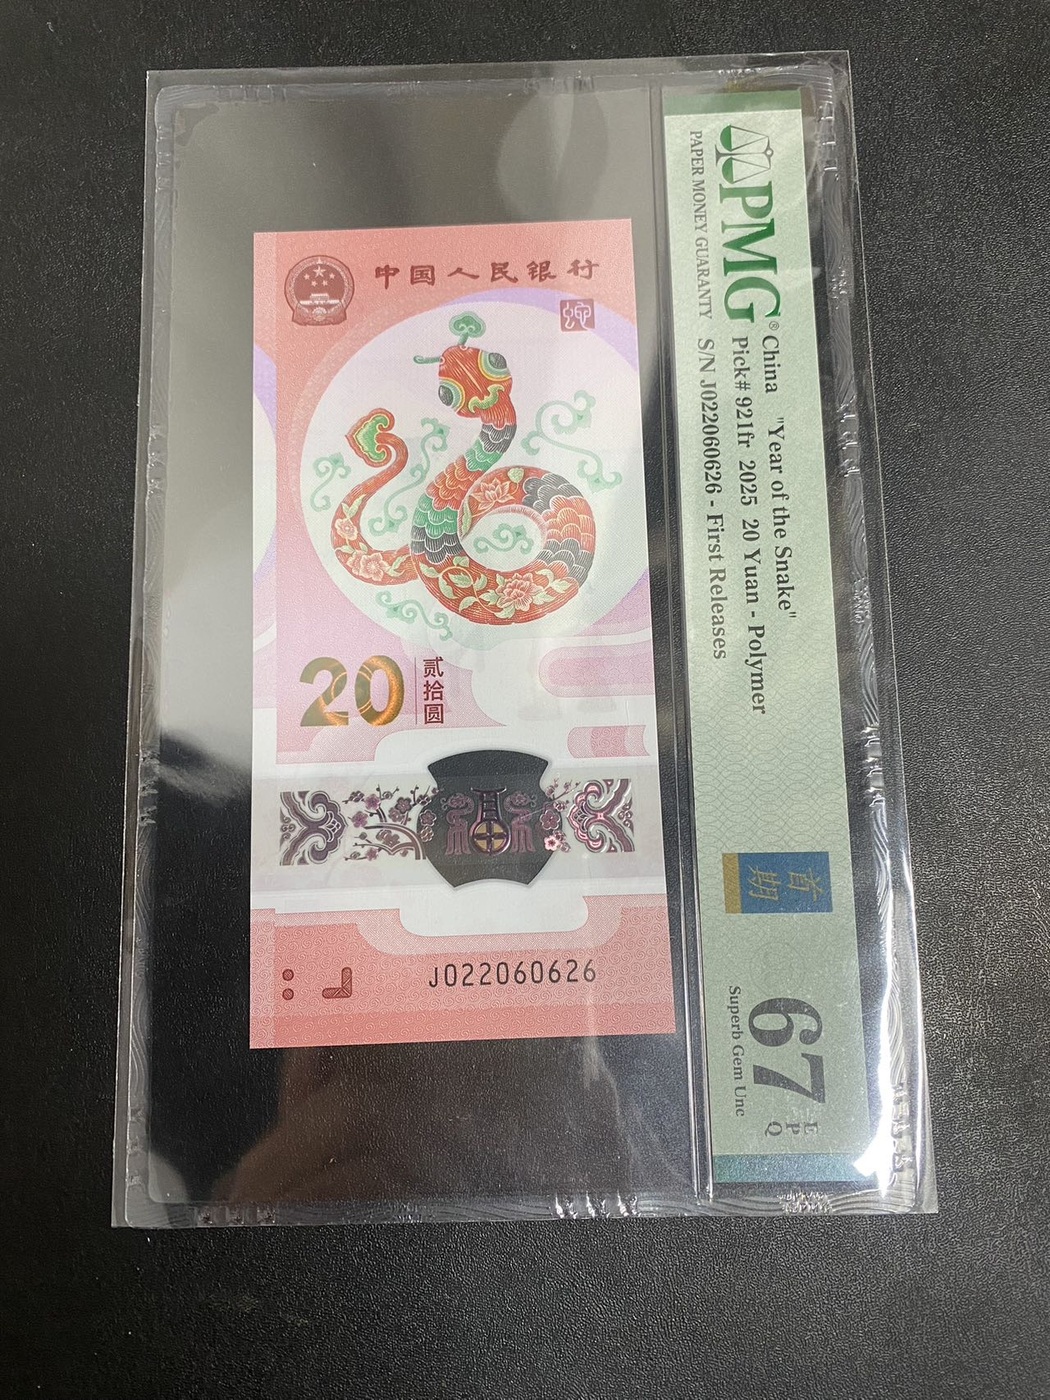 中国人民银行
20
贰拾圆
J022060626
PMG®
PAPER MONEY GUARANTY
China "Year of the Snake"
Pick# 921fr 2025 20 Yuan - Polymer
S/N J022060626 - First Releases
首期
67
EPQ
Superb Gem Unc